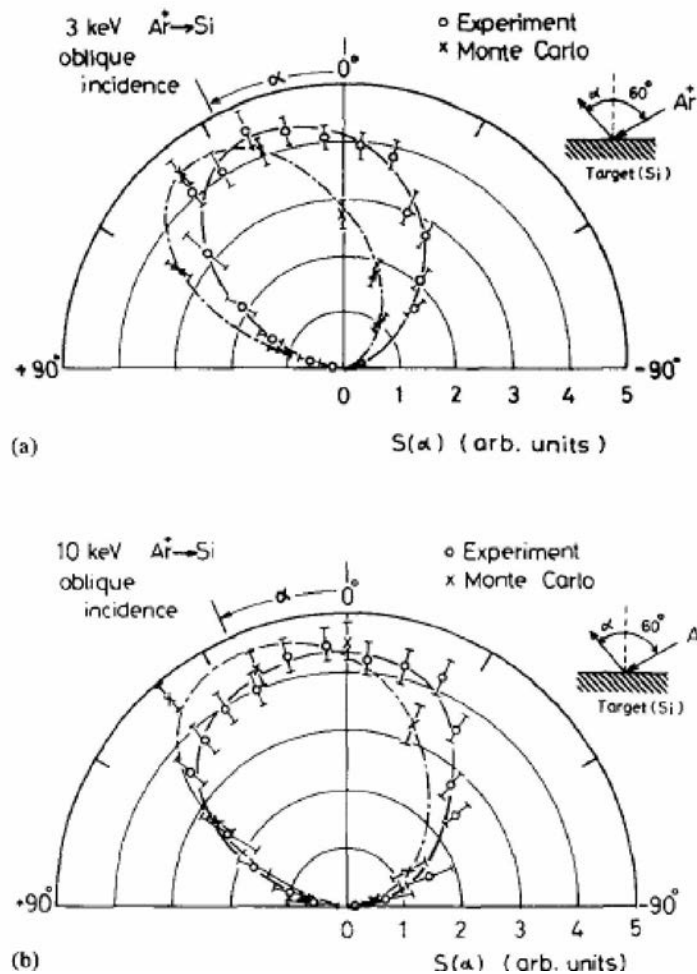 3 keV Ar⁺→Si
oblique
incidence
α
0°
o Experiment
× Monte Carlo
α 60° Ar⁺
Target (Si)
+90°
-90°
0 1 2 3 4 5
S(α) (arb. units)
(a)
10 keV Ar⁺→Si
oblique
incidence
α
0°
o Experiment
× Monte Carlo
α 60° A
Target (Si)
+90°
-90°
0 1 2 3 4 5
S(α) (arb. units)
(b)